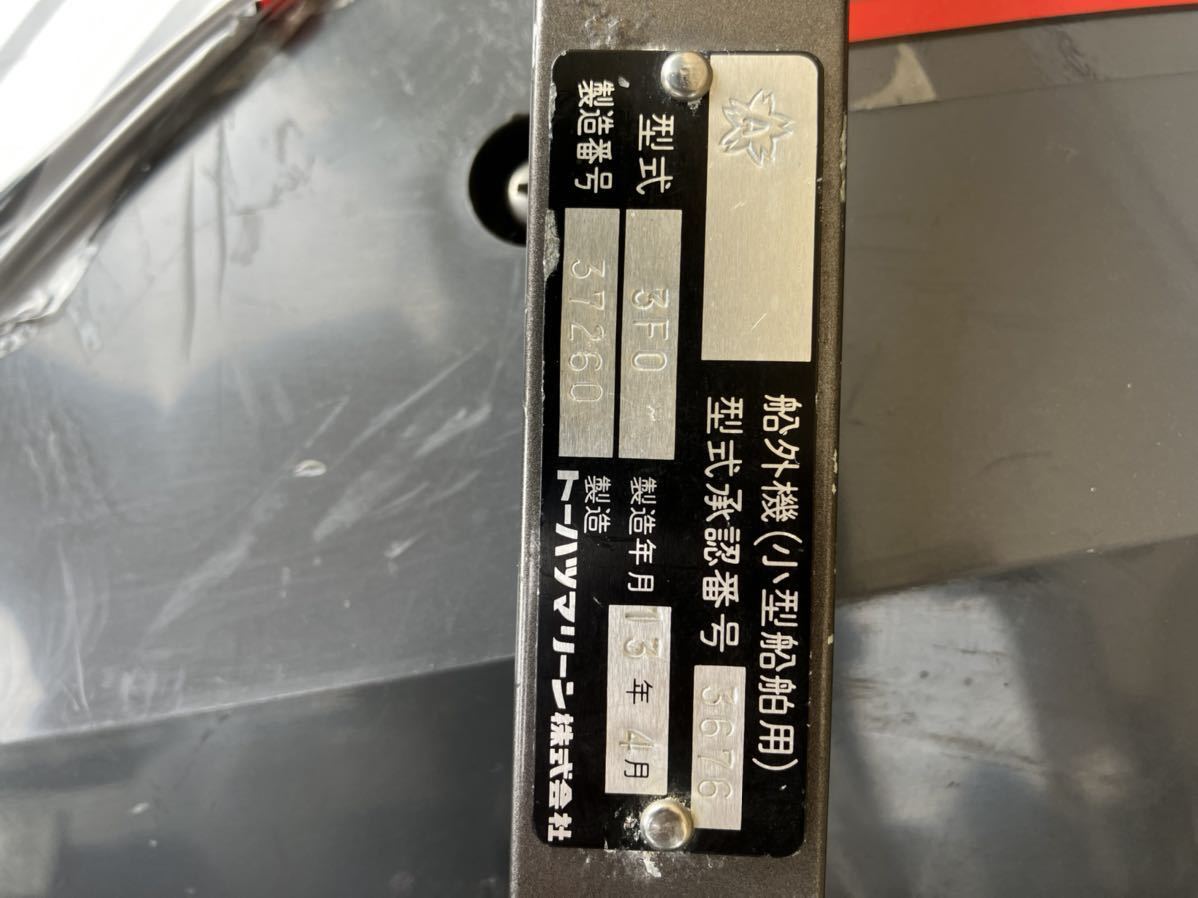 A
船外機(小型船舶用)
型式承認番号 3676
型式 3F0 製造年月 13年4月
製造番号 37260 製造
トーハツマリーン株式会社